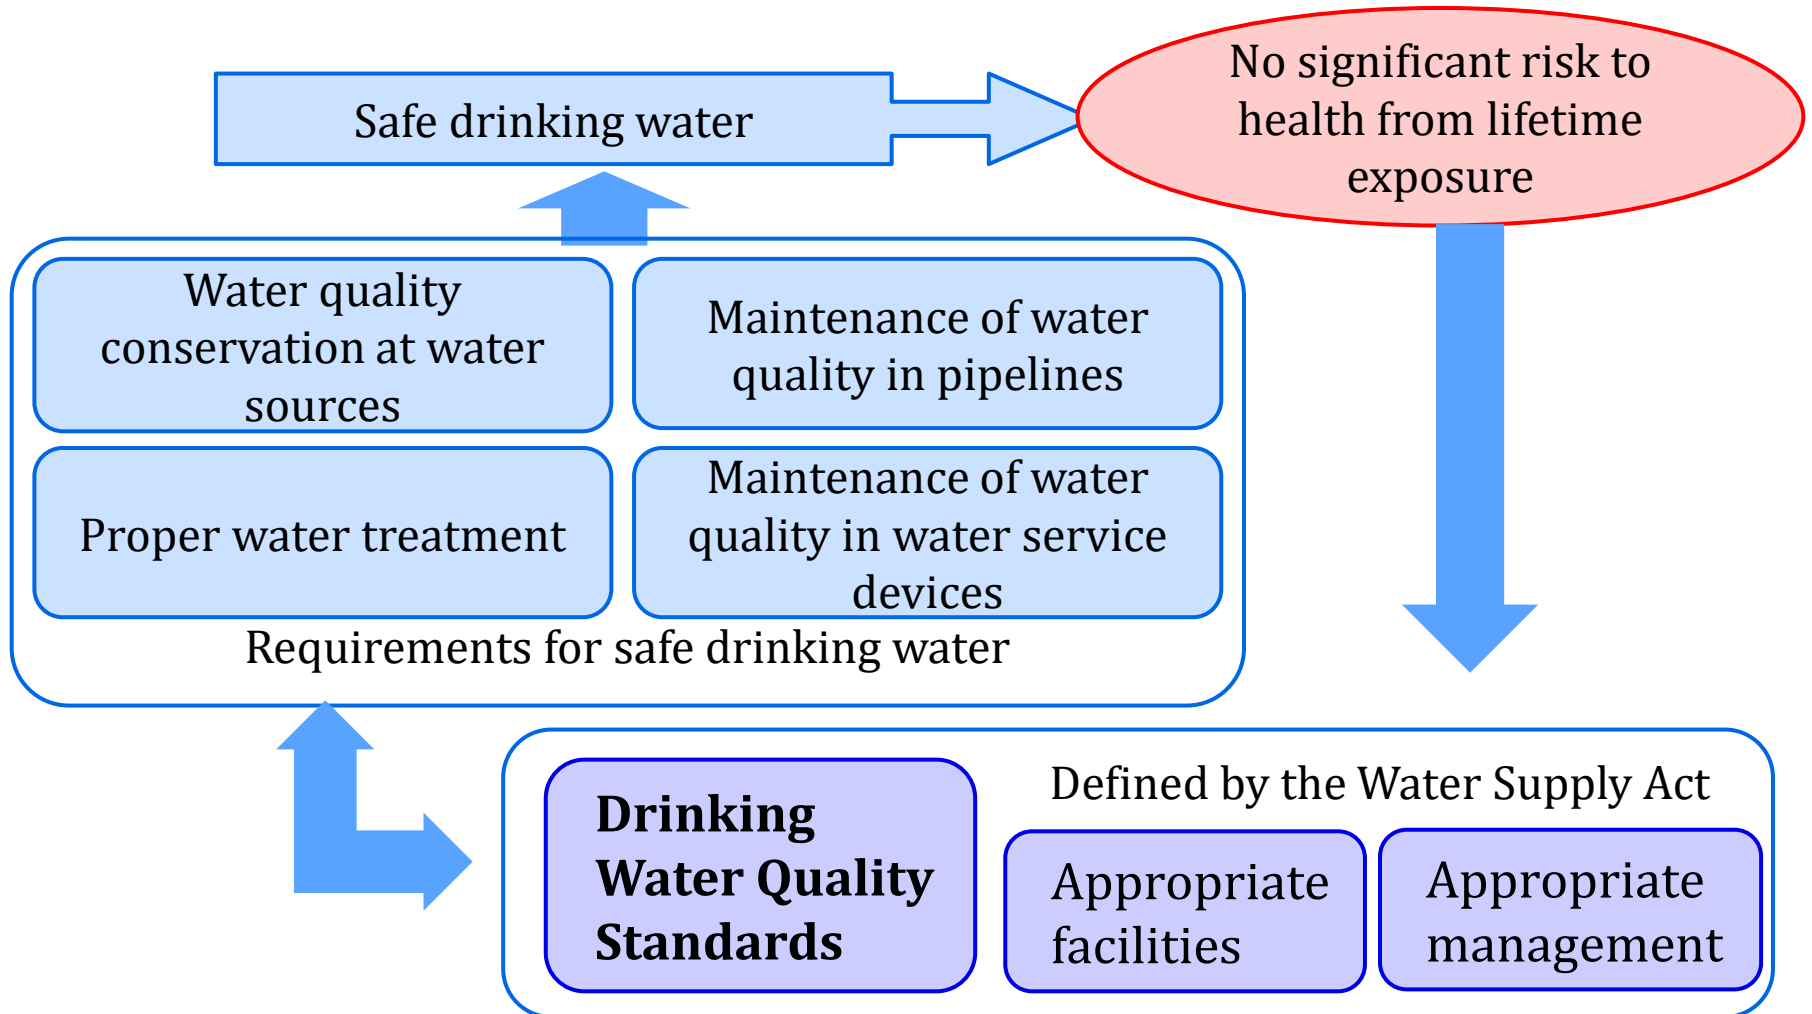 Safe drinking water
No significant risk to
health from lifetime
exposure
Water quality
conservation at water
sources
Maintenance of water
quality in pipelines
Proper water treatment
Maintenance of water
quality in water service
devices
Requirements for safe drinking water
Drinking
Water Quality
Standards
Defined by the Water Supply Act
Appropriate
facilities
Appropriate
management